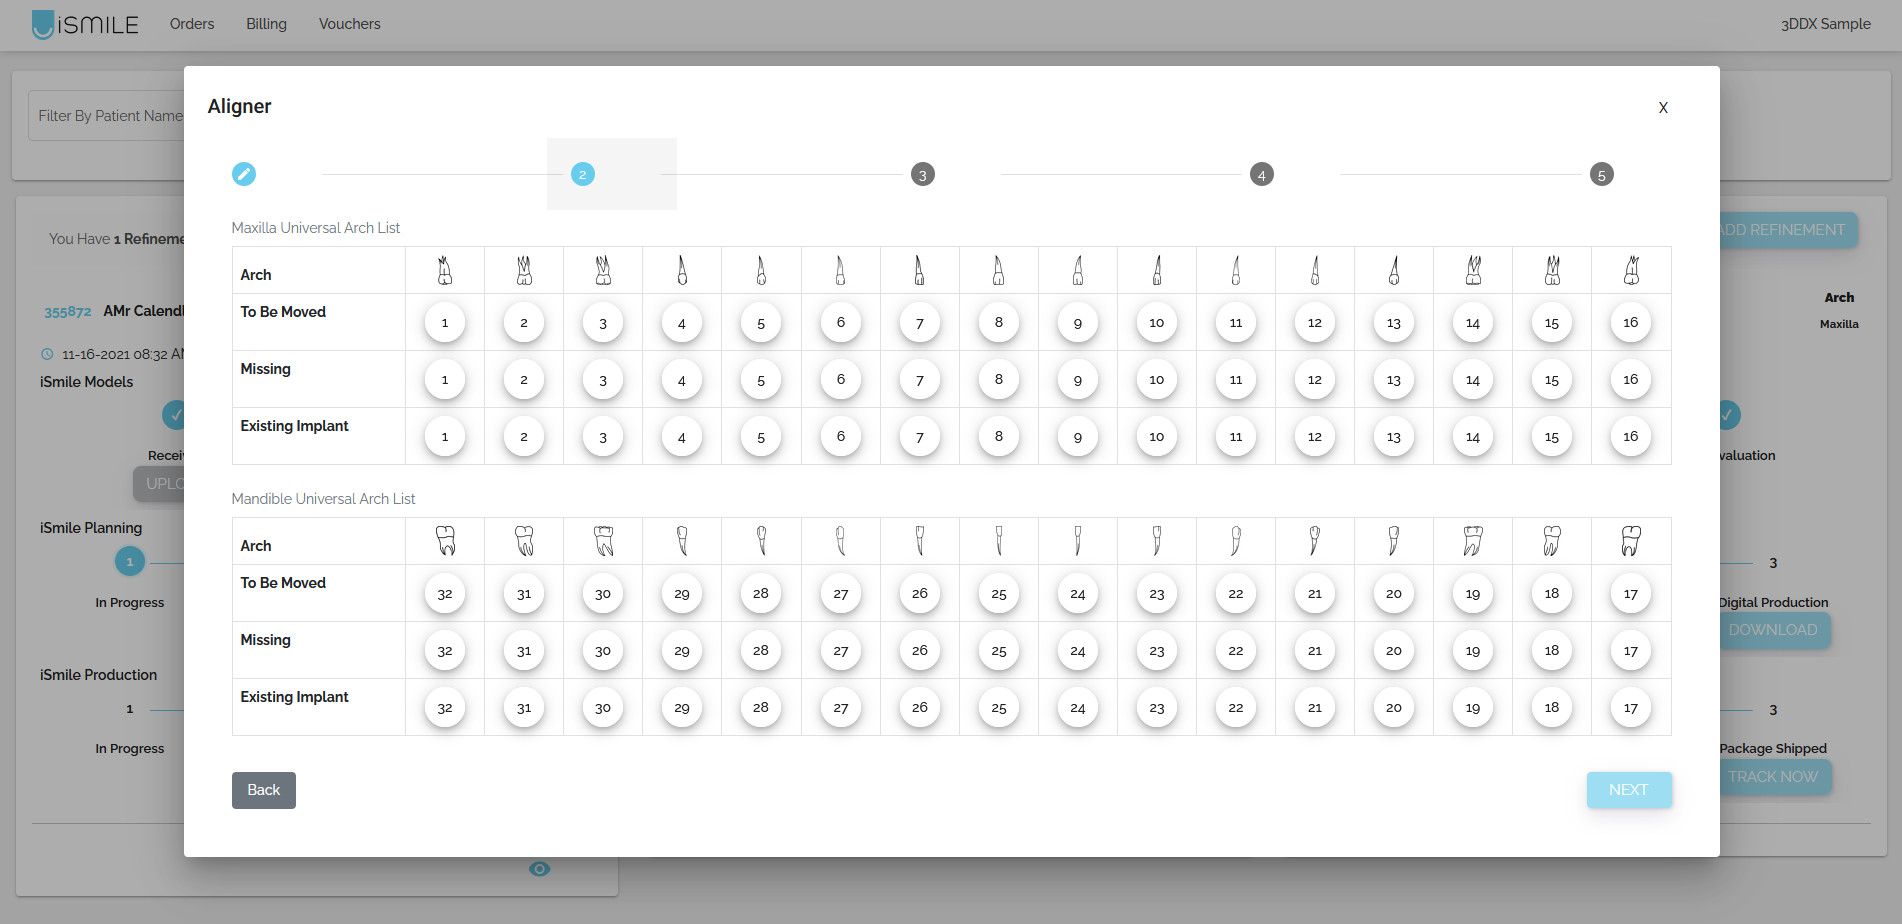 iSMILE Orders Billing Vouchers 3DDX Sample
Filter By Patient Name
Aligner X
2 3 4 5
Maxilla Universal Arch List
Arch
To Be Moved 1 2 3 4 5 6 7 8 9 10 11 12 13 14 15 16
Missing 1 2 3 4 5 6 7 8 9 10 11 12 13 14 15 16
Existing Implant 1 2 3 4 5 6 7 8 9 10 11 12 13 14 15 16
Mandible Universal Arch List
Arch
To Be Moved 32 31 30 29 28 27 26 25 24 23 22 21 20 19 18 17
Missing 32 31 30 29 28 27 26 25 24 23 22 21 20 19 18 17
Existing Implant 32 31 30 29 28 27 26 25 24 23 22 21 20 19 18 17
Back NEXT
You Have 1 Refineme
ADD REFINEMENT
355872 AMr Calend
Arch
Maxilla
11-16-2021 08:32 AM
iSmile Models
Recei
valuation
UPLO
iSmile Planning
1 3
In Progress Digital Production
DOWNLOAD
iSmile Production
1 3
In Progress Package Shipped
TRACK NOW